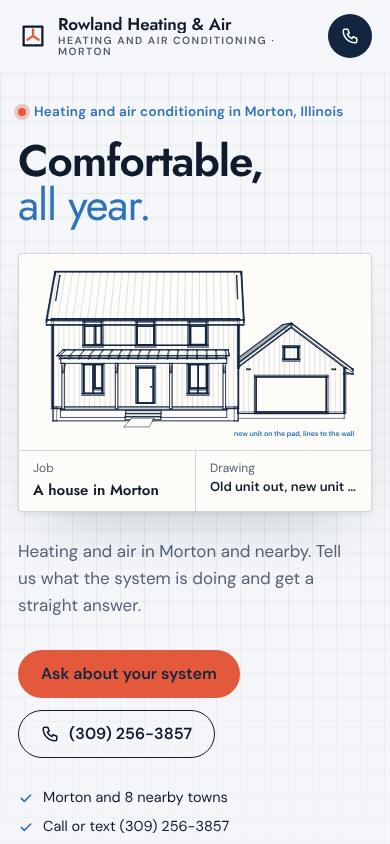 Rowland Heating & Air
HEATING AND AIR CONDITIONING ·
MORTON
Heating and air conditioning in Morton, Illinois
Comfortable,
all year.
new unit on the pad, lines to the wall
Job
A house in Morton
Drawing
Old unit out, new unit ...
Heating and air in Morton and nearby. Tell
us what the system is doing and get a
straight answer.
Ask about your system
(309) 256-3857
Morton and 8 nearby towns
Call or text (309) 256-3857